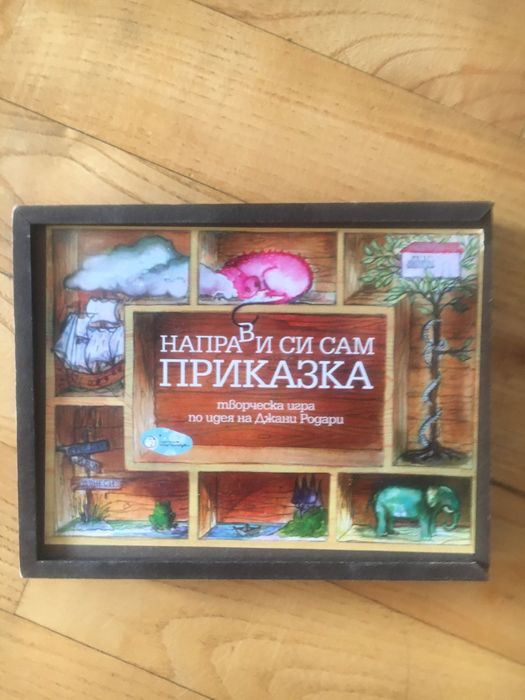 НАПРАВИ СИ САМ
ПРИКАЗКА
творческа игра
по идея на Джани Родари